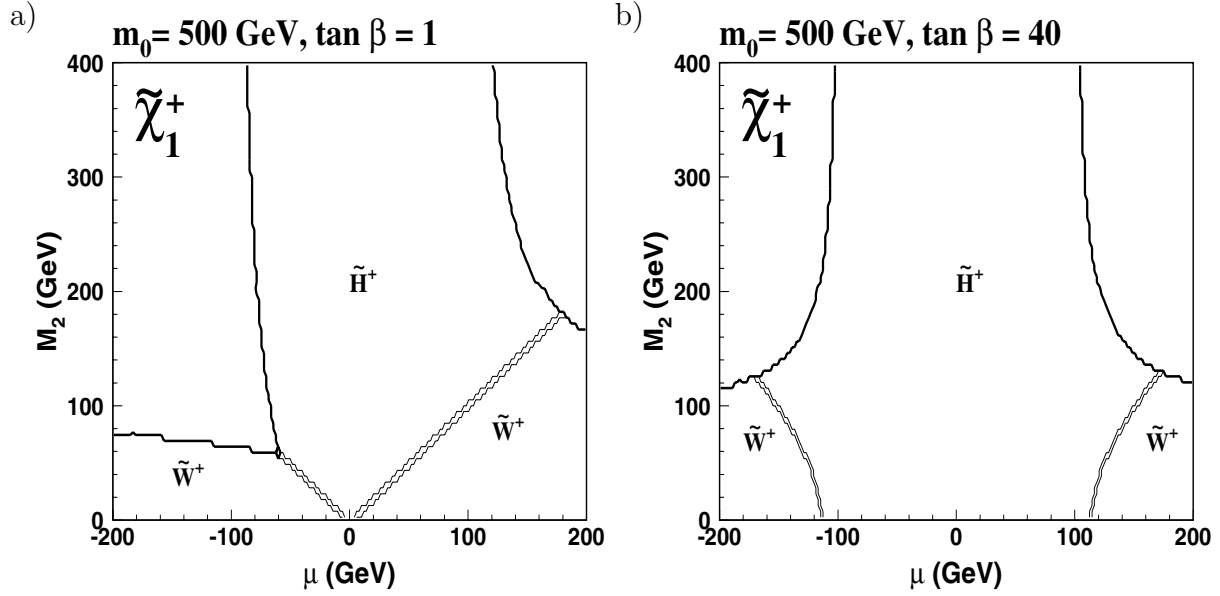 a)
m₀= 500 GeV, tan β = 1
400
300
200
100
0
M₂ (GeV)
χ̃₁⁺
H̃⁺
W̃⁺
W̃⁺
-200
-100
0
100
200
μ (GeV)
b)
m₀= 500 GeV, tan β = 40
400
300
200
100
0
M₂ (GeV)
χ̃₁⁺
H̃⁺
W̃⁺
W̃⁺
-200
-100
0
100
200
μ (GeV)